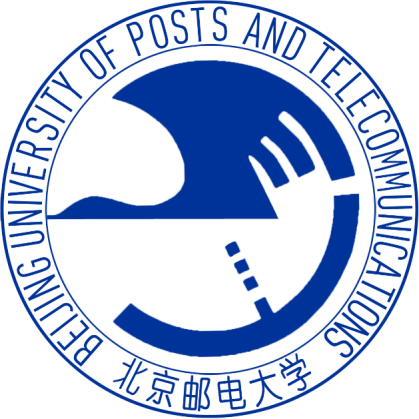 BEIJING UNIVERSITY OF POSTS AND TELECOMMUNICATIONS
北京邮电大学